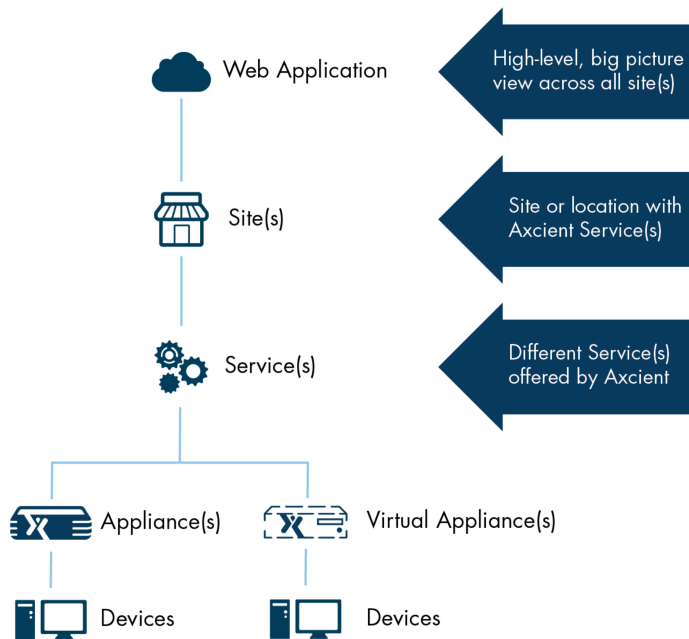 Web Application
High-level, big picture
view across all site(s)
Site(s)
Site or location with
Axcient Service(s)
Service(s)
Different Service(s)
offered by Axcient
Appliance(s)
Virtual Appliance(s)
Devices
Devices